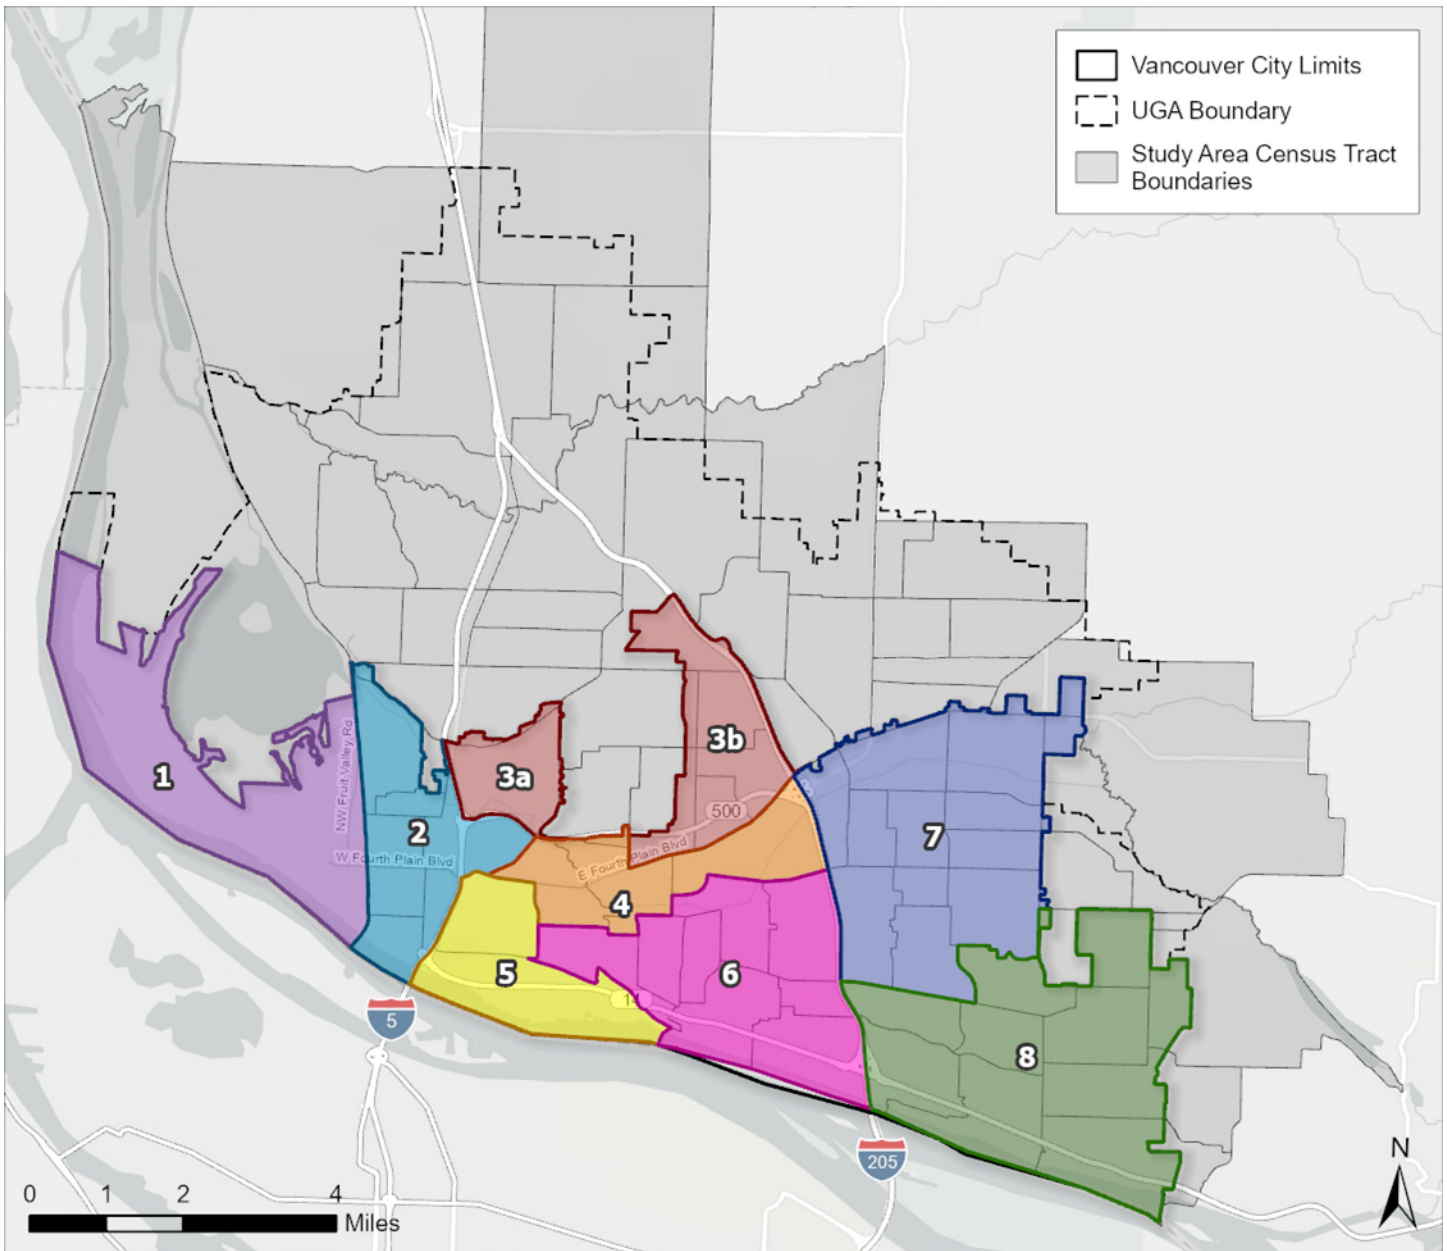 Vancouver City Limits
UGA Boundary
Study Area Census Tract
Boundaries
3b
3a
1
NW Fruit Valley Rd
500
2
7
W Fourth Plain Blvd
E Fourth Plain Blvd
4
5
6
14
5
8
205
N
0 1 2 4
Miles